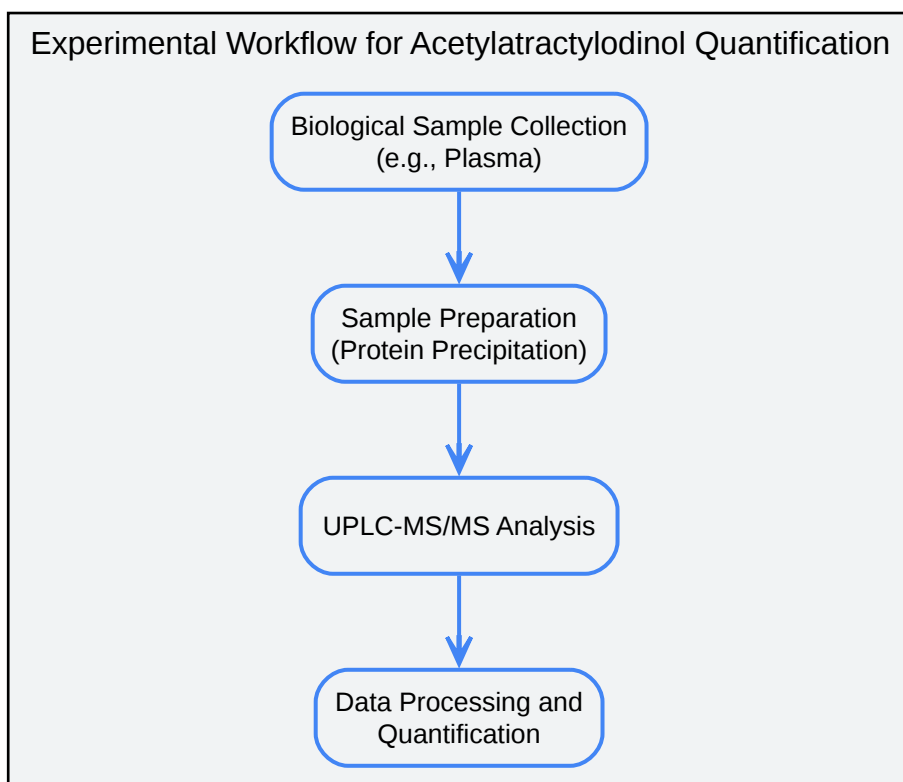 Experimental Workflow for Acetylatractylodinol Quantification
Biological Sample Collection
(e.g., Plasma)
Sample Preparation
(Protein Precipitation)
UPLC-MS/MS Analysis
Data Processing and
Quantification